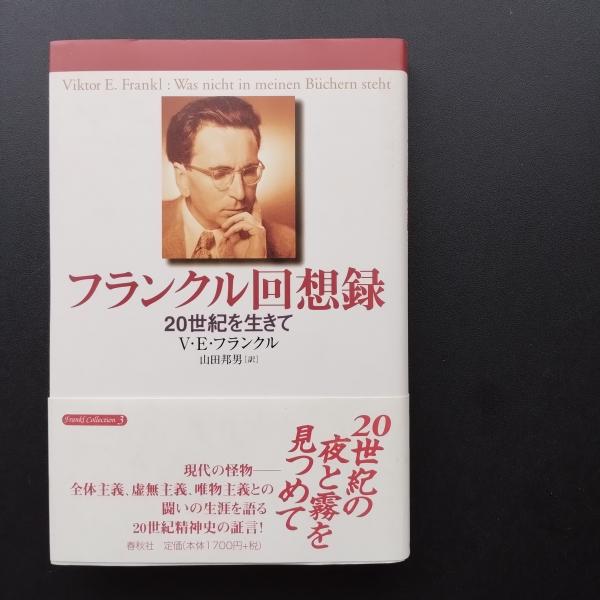 Viktor E. Frankl : Was nicht in meinen Büchern steht
フランクル回想録
20世紀を生きて
V・E・フランクル
山田邦男[訳]
Frankl Collection 3
20世紀の
夜と霧を
見つめて
現代の怪物――
全体主義、虚無主義、唯物主義との
闘いの生涯を語る
20世紀精神史の証言!
春秋社 定価(本体1700円+税)